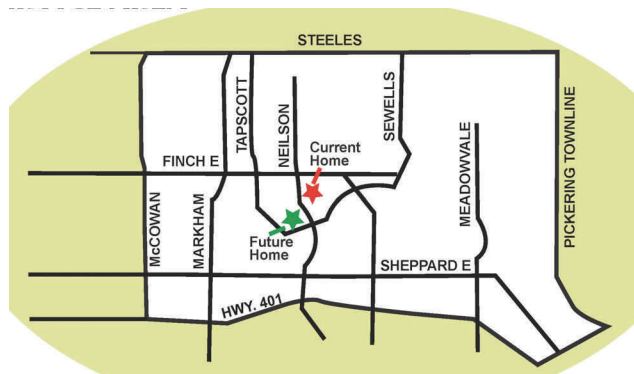 STEELES
TAPSCOTT
NEILSON
SEWELLS
Current
Home
FINCH E
MEADOWVALE
PICKERING TOWNLINE
McCOWAN
MARKHAM
Future
Home
SHEPPARD E
HWY. 401